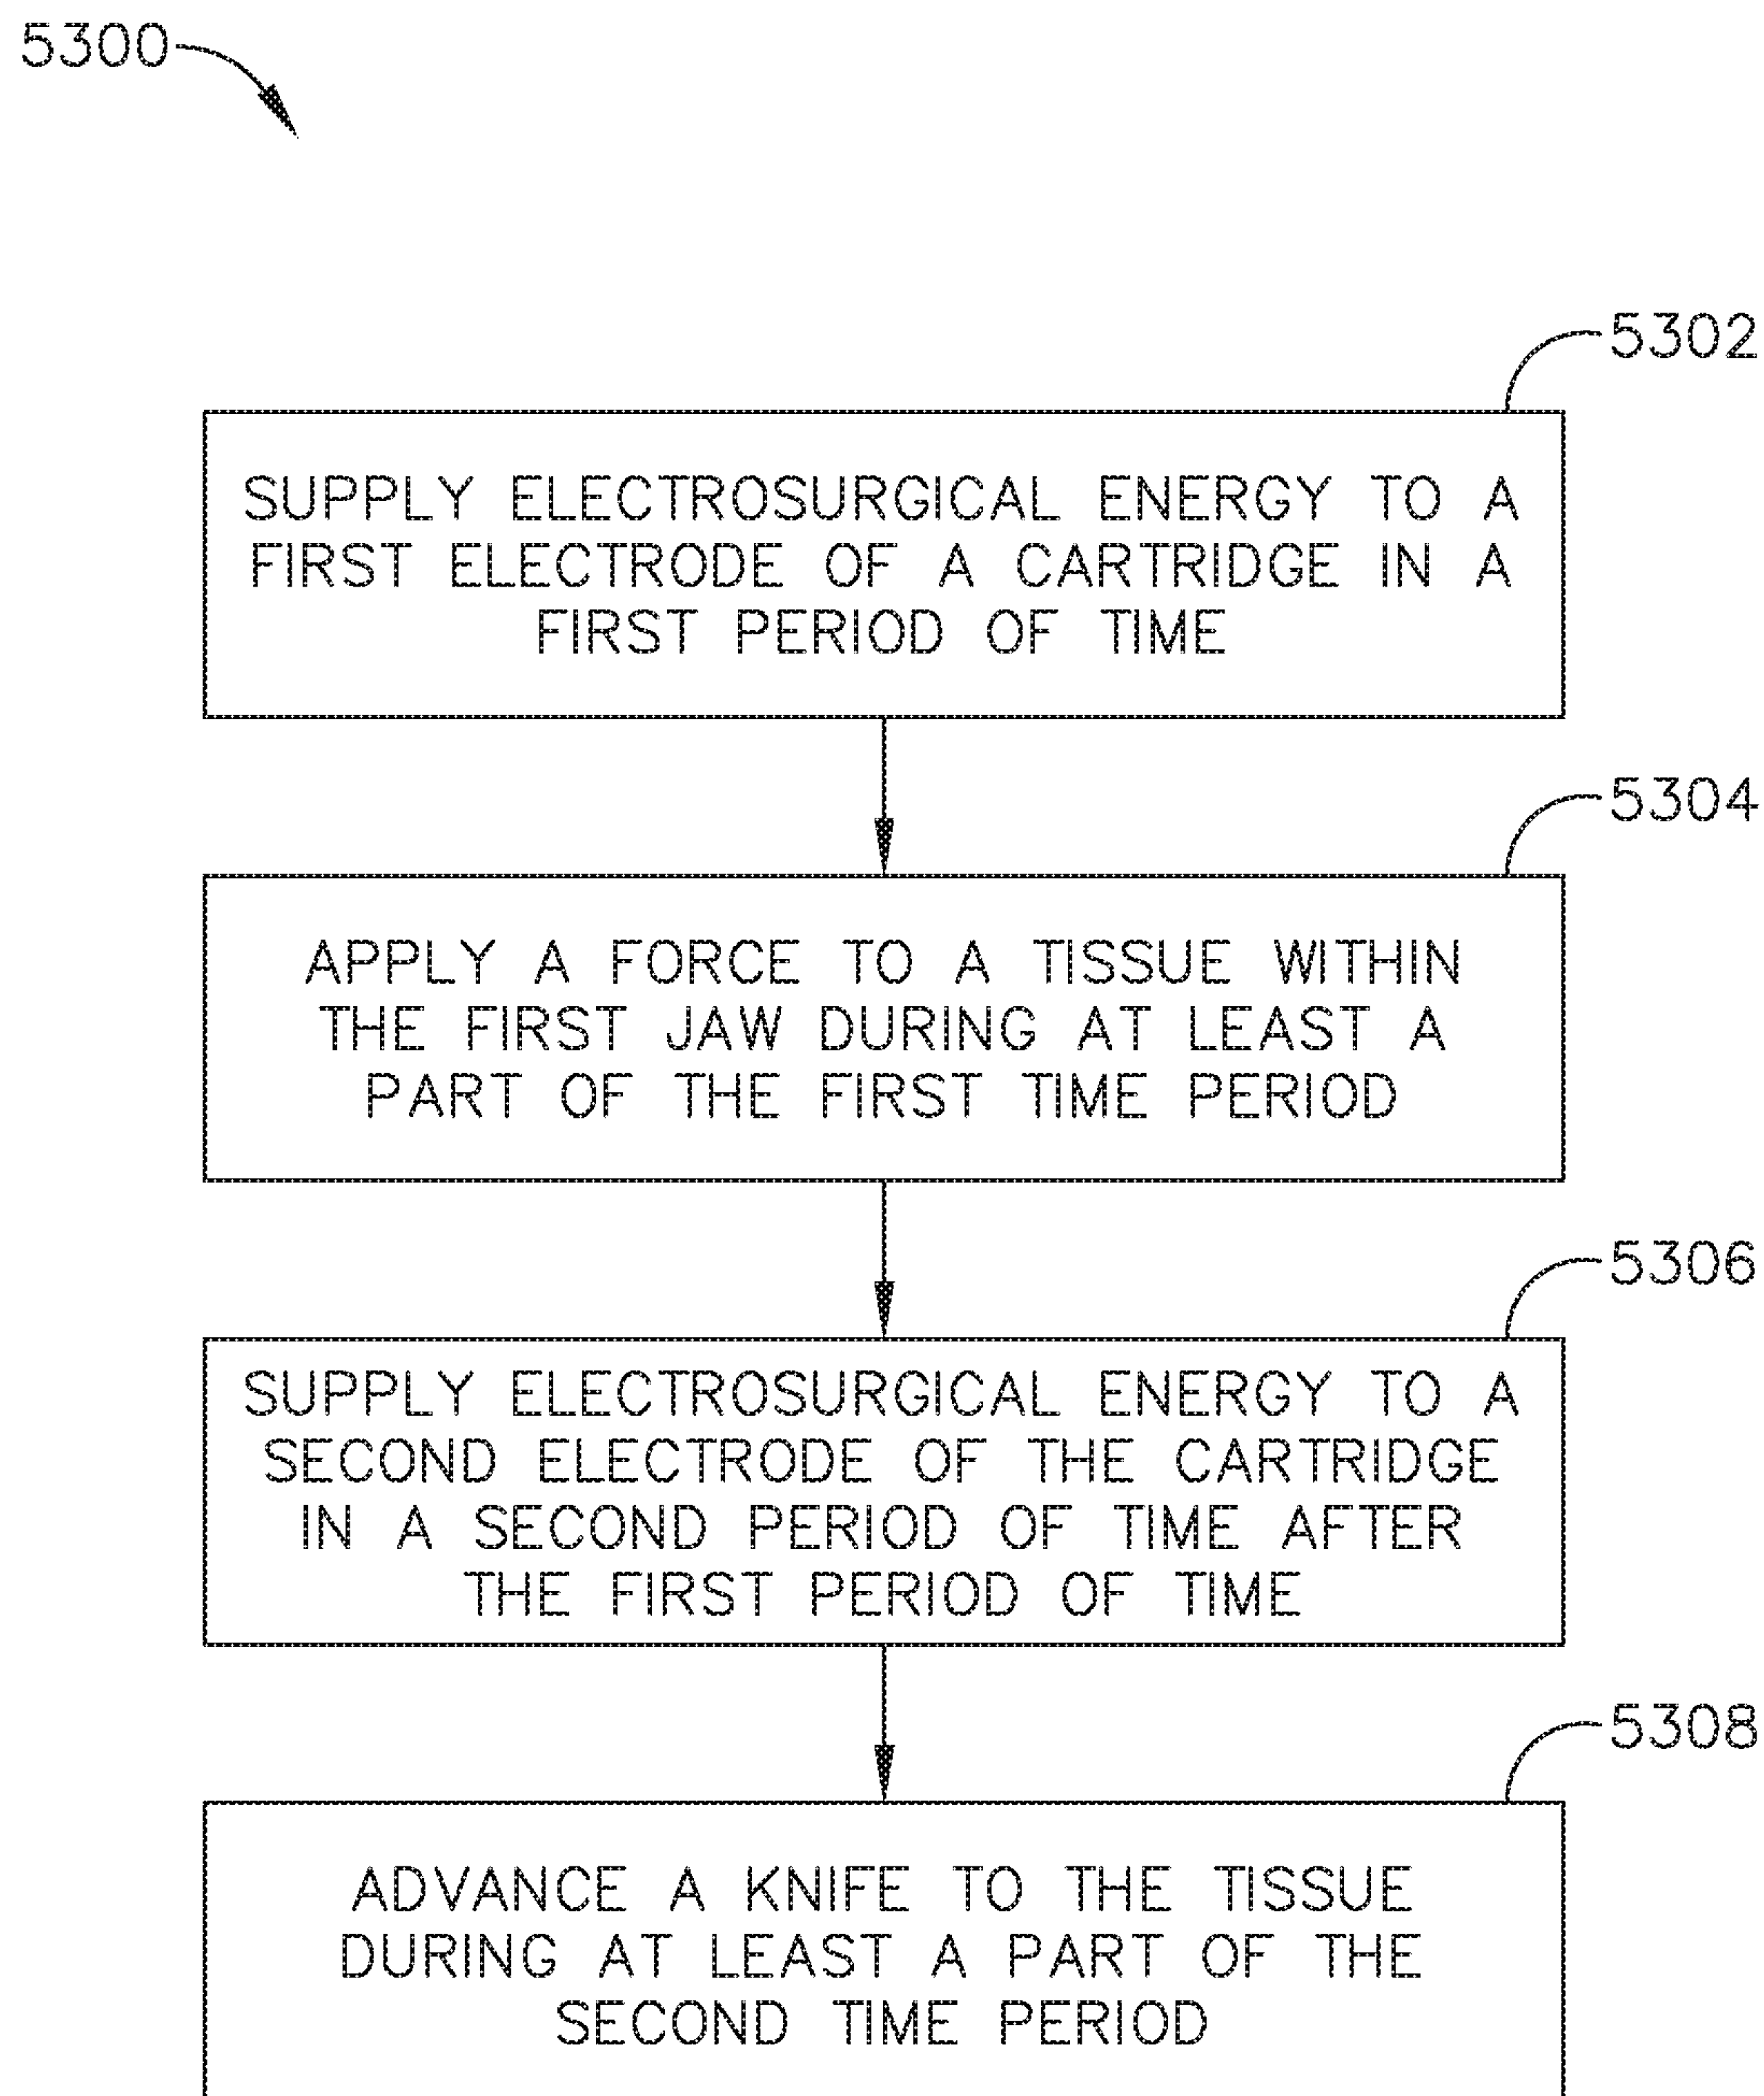 5300
5302
SUPPLY ELECTROSURGICAL ENERGY TO A
FIRST ELECTRODE OF A CARTRIDGE IN A
FIRST PERIOD OF TIME
5304
APPLY A FORCE TO A TISSUE WITHIN
THE FIRST JAW DURING AT LEAST A
PART OF THE FIRST TIME PERIOD
5306
SUPPLY ELECTROSURGICAL ENERGY TO A
SECOND ELECTRODE OF THE CARTRIDGE
IN A SECOND PERIOD OF TIME AFTER
THE FIRST PERIOD OF TIME
5308
ADVANCE A KNIFE TO THE TISSUE
DURING AT LEAST A PART OF THE
SECOND TIME PERIOD